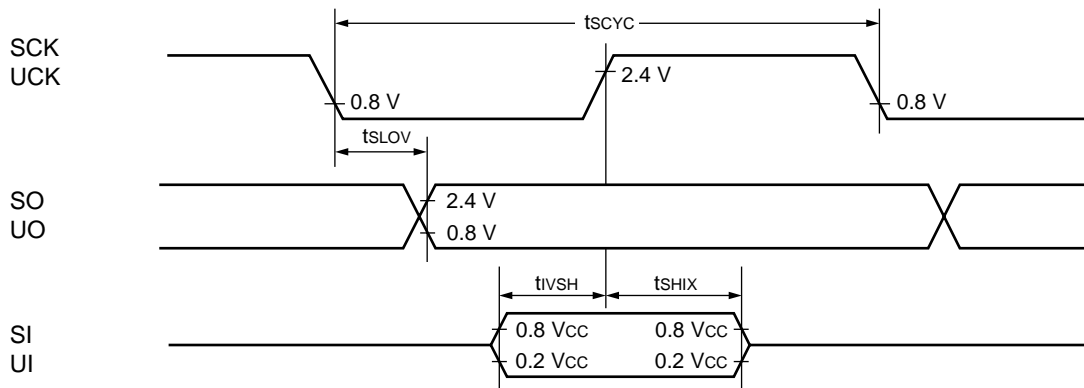 tSCYC
SCK
UCK
2.4 V
0.8 V
0.8 V
tSLOV
SO
UO
2.4 V
0.8 V
tIVSH
tSHIX
SI
UI
0.8 VCC
0.8 VCC
0.2 VCC
0.2 VCC